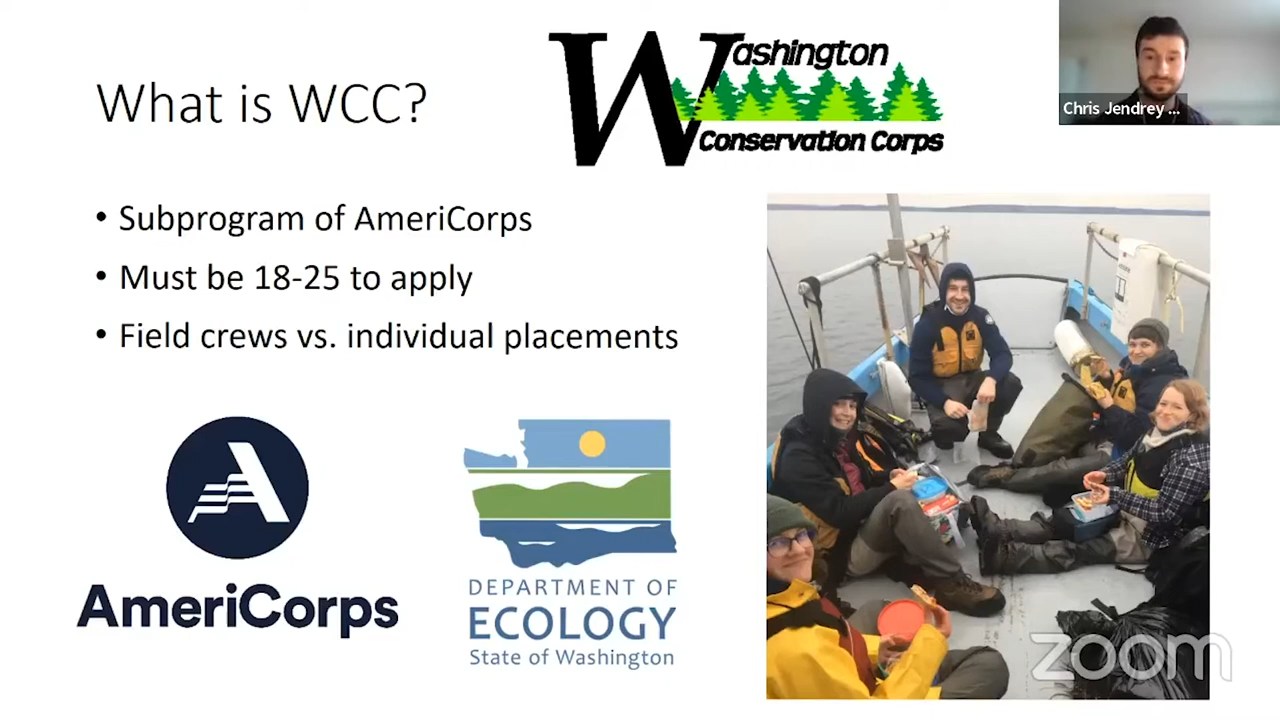 What is WCC?
Washington
Conservation Corps
Chris Jendrey ...
• Subprogram of AmeriCorps
• Must be 18-25 to apply
• Field crews vs. individual placements
AmeriCorps
DEPARTMENT OF
ECOLOGY
State of Washington
zoom